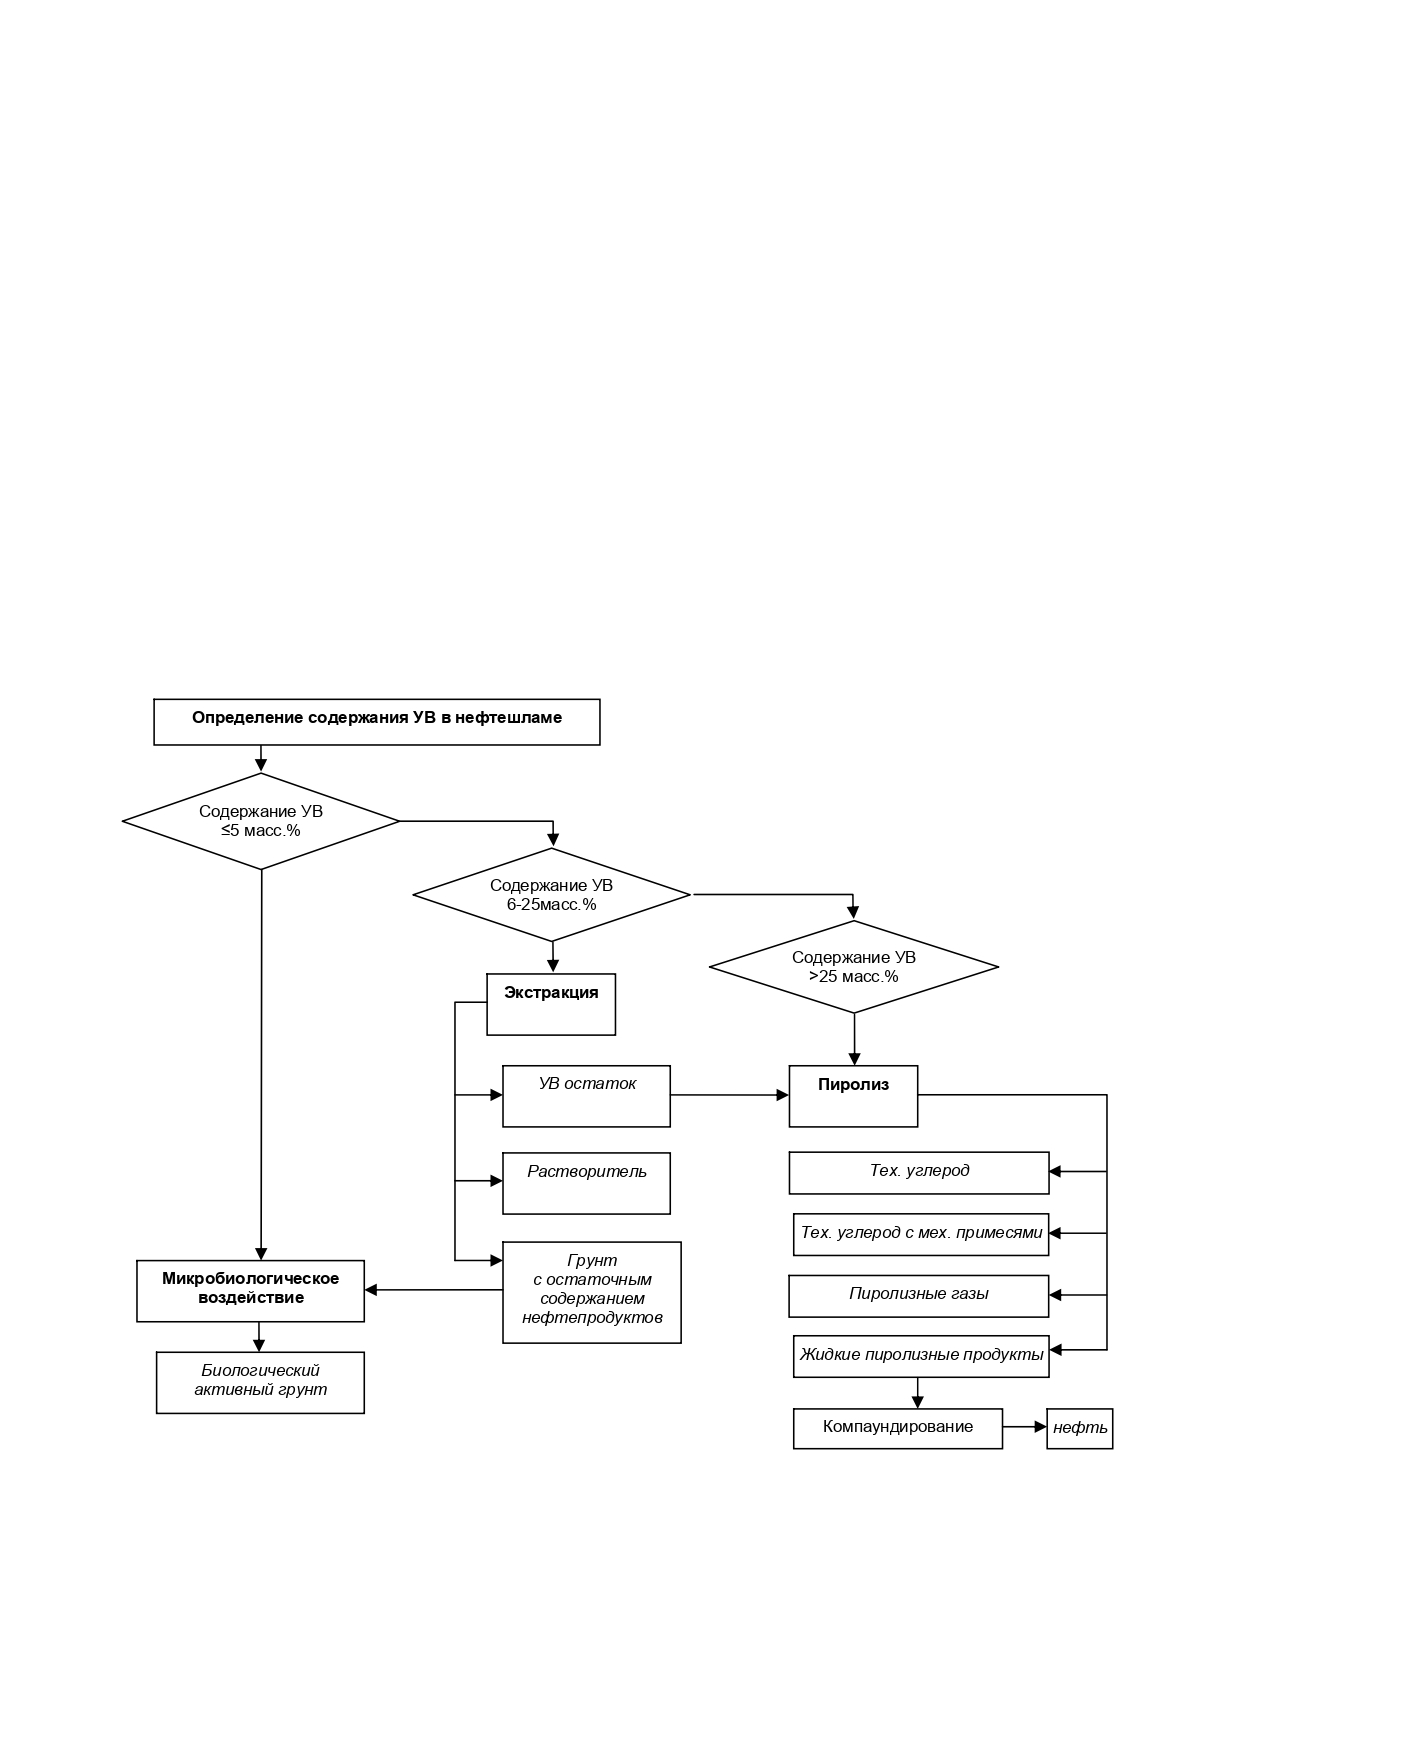 Определение содержания УВ в нефтешламе
Содержание УВ
≤5 масс.%
Содержание УВ
6-25масс.%
Содержание УВ
>25 масс.%
Экстракция
УВ остаток
Пиролиз
Растворитель
Тех. углерод
Тех. углерод с мех. примесями
Грунт
с остаточным
содержанием
нефтепродуктов
Микробиологическое
воздействие
Пиролизные газы
Жидкие пиролизные продукты
Биологический
активный грунт
Компаундирование
нефть